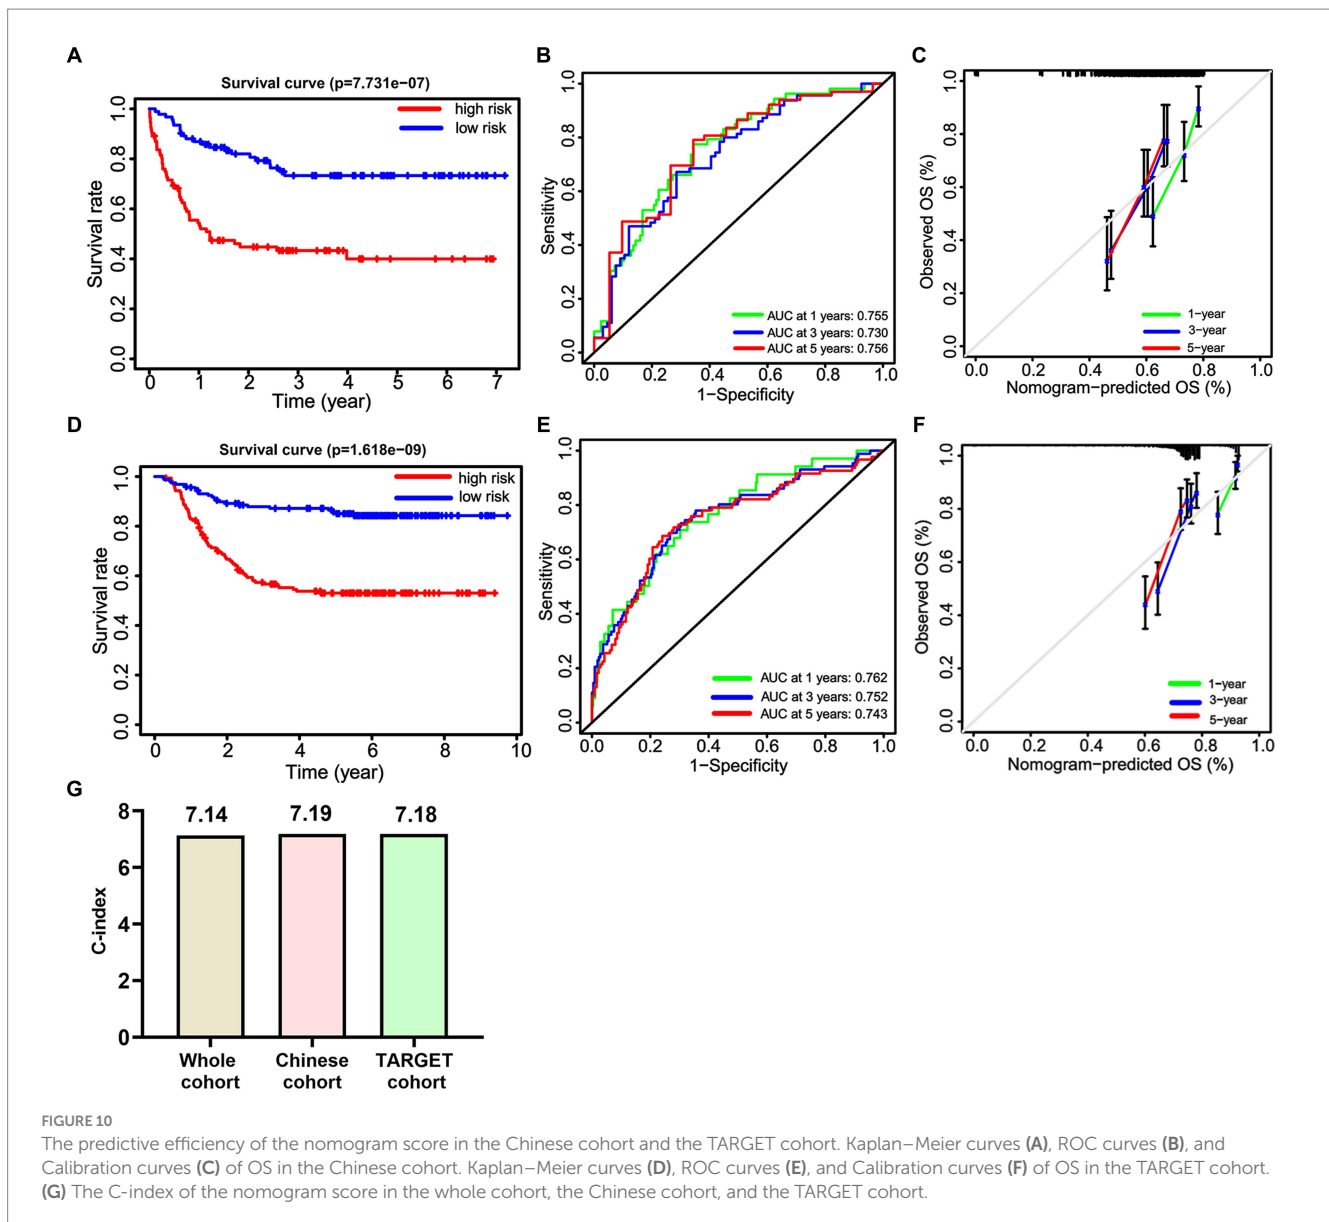 A
Survival curve (p=7.731e−07)
high risk
low risk
Survival rate
0.0 0.2 0.4 0.6 0.8 1.0
0 1 2 3 4 5 6 7
Time (year)
B
Sensitivity
0.0 0.2 0.4 0.6 0.8 1.0
AUC at 1 years: 0.755
AUC at 3 years: 0.730
AUC at 5 years: 0.756
0.0 0.2 0.4 0.6 0.8 1.0
1−Specificity
C
Observed OS (%)
0.0 0.2 0.4 0.6 0.8 1.0
1−year
3−year
5−year
0.0 0.2 0.4 0.6 0.8 1.0
Nomogram−predicted OS (%)
D
Survival curve (p=1.618e−09)
high risk
low risk
Survival rate
0.0 0.2 0.4 0.6 0.8 1.0
0 2 4 6 8 10
Time (year)
E
Sensitivity
0.0 0.2 0.4 0.6 0.8 1.0
AUC at 1 years: 0.762
AUC at 3 years: 0.752
AUC at 5 years: 0.743
0.0 0.2 0.4 0.6 0.8 1.0
1−Specificity
F
Observed OS (%)
0.0 0.2 0.4 0.6 0.8 1.0
1−year
3−year
5−year
0.0 0.2 0.4 0.6 0.8 1.0
Nomogram−predicted OS (%)
G
C-index
0 2 4 6 8
7.14 7.19 7.18
Whole Chinese TARGET
cohort cohort cohort
FIGURE 10
The predictive efficiency of the nomogram score in the Chinese cohort and the TARGET cohort. Kaplan–Meier curves (A), ROC curves (B), and
Calibration curves (C) of OS in the Chinese cohort. Kaplan–Meier curves (D), ROC curves (E), and Calibration curves (F) of OS in the TARGET cohort.
(G) The C-index of the nomogram score in the whole cohort, the Chinese cohort, and the TARGET cohort.